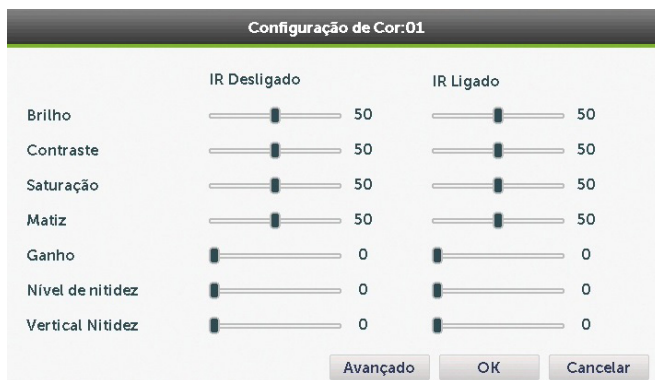 Configuração de Cor:01
IR Desligado IR Ligado
Brilho 50 50
Contraste 50 50
Saturação 50 50
Matiz 50 50
Ganho 0 0
Nível de nitidez 0 0
Vertical Nitidez 0 0
Avançado OK Cancelar